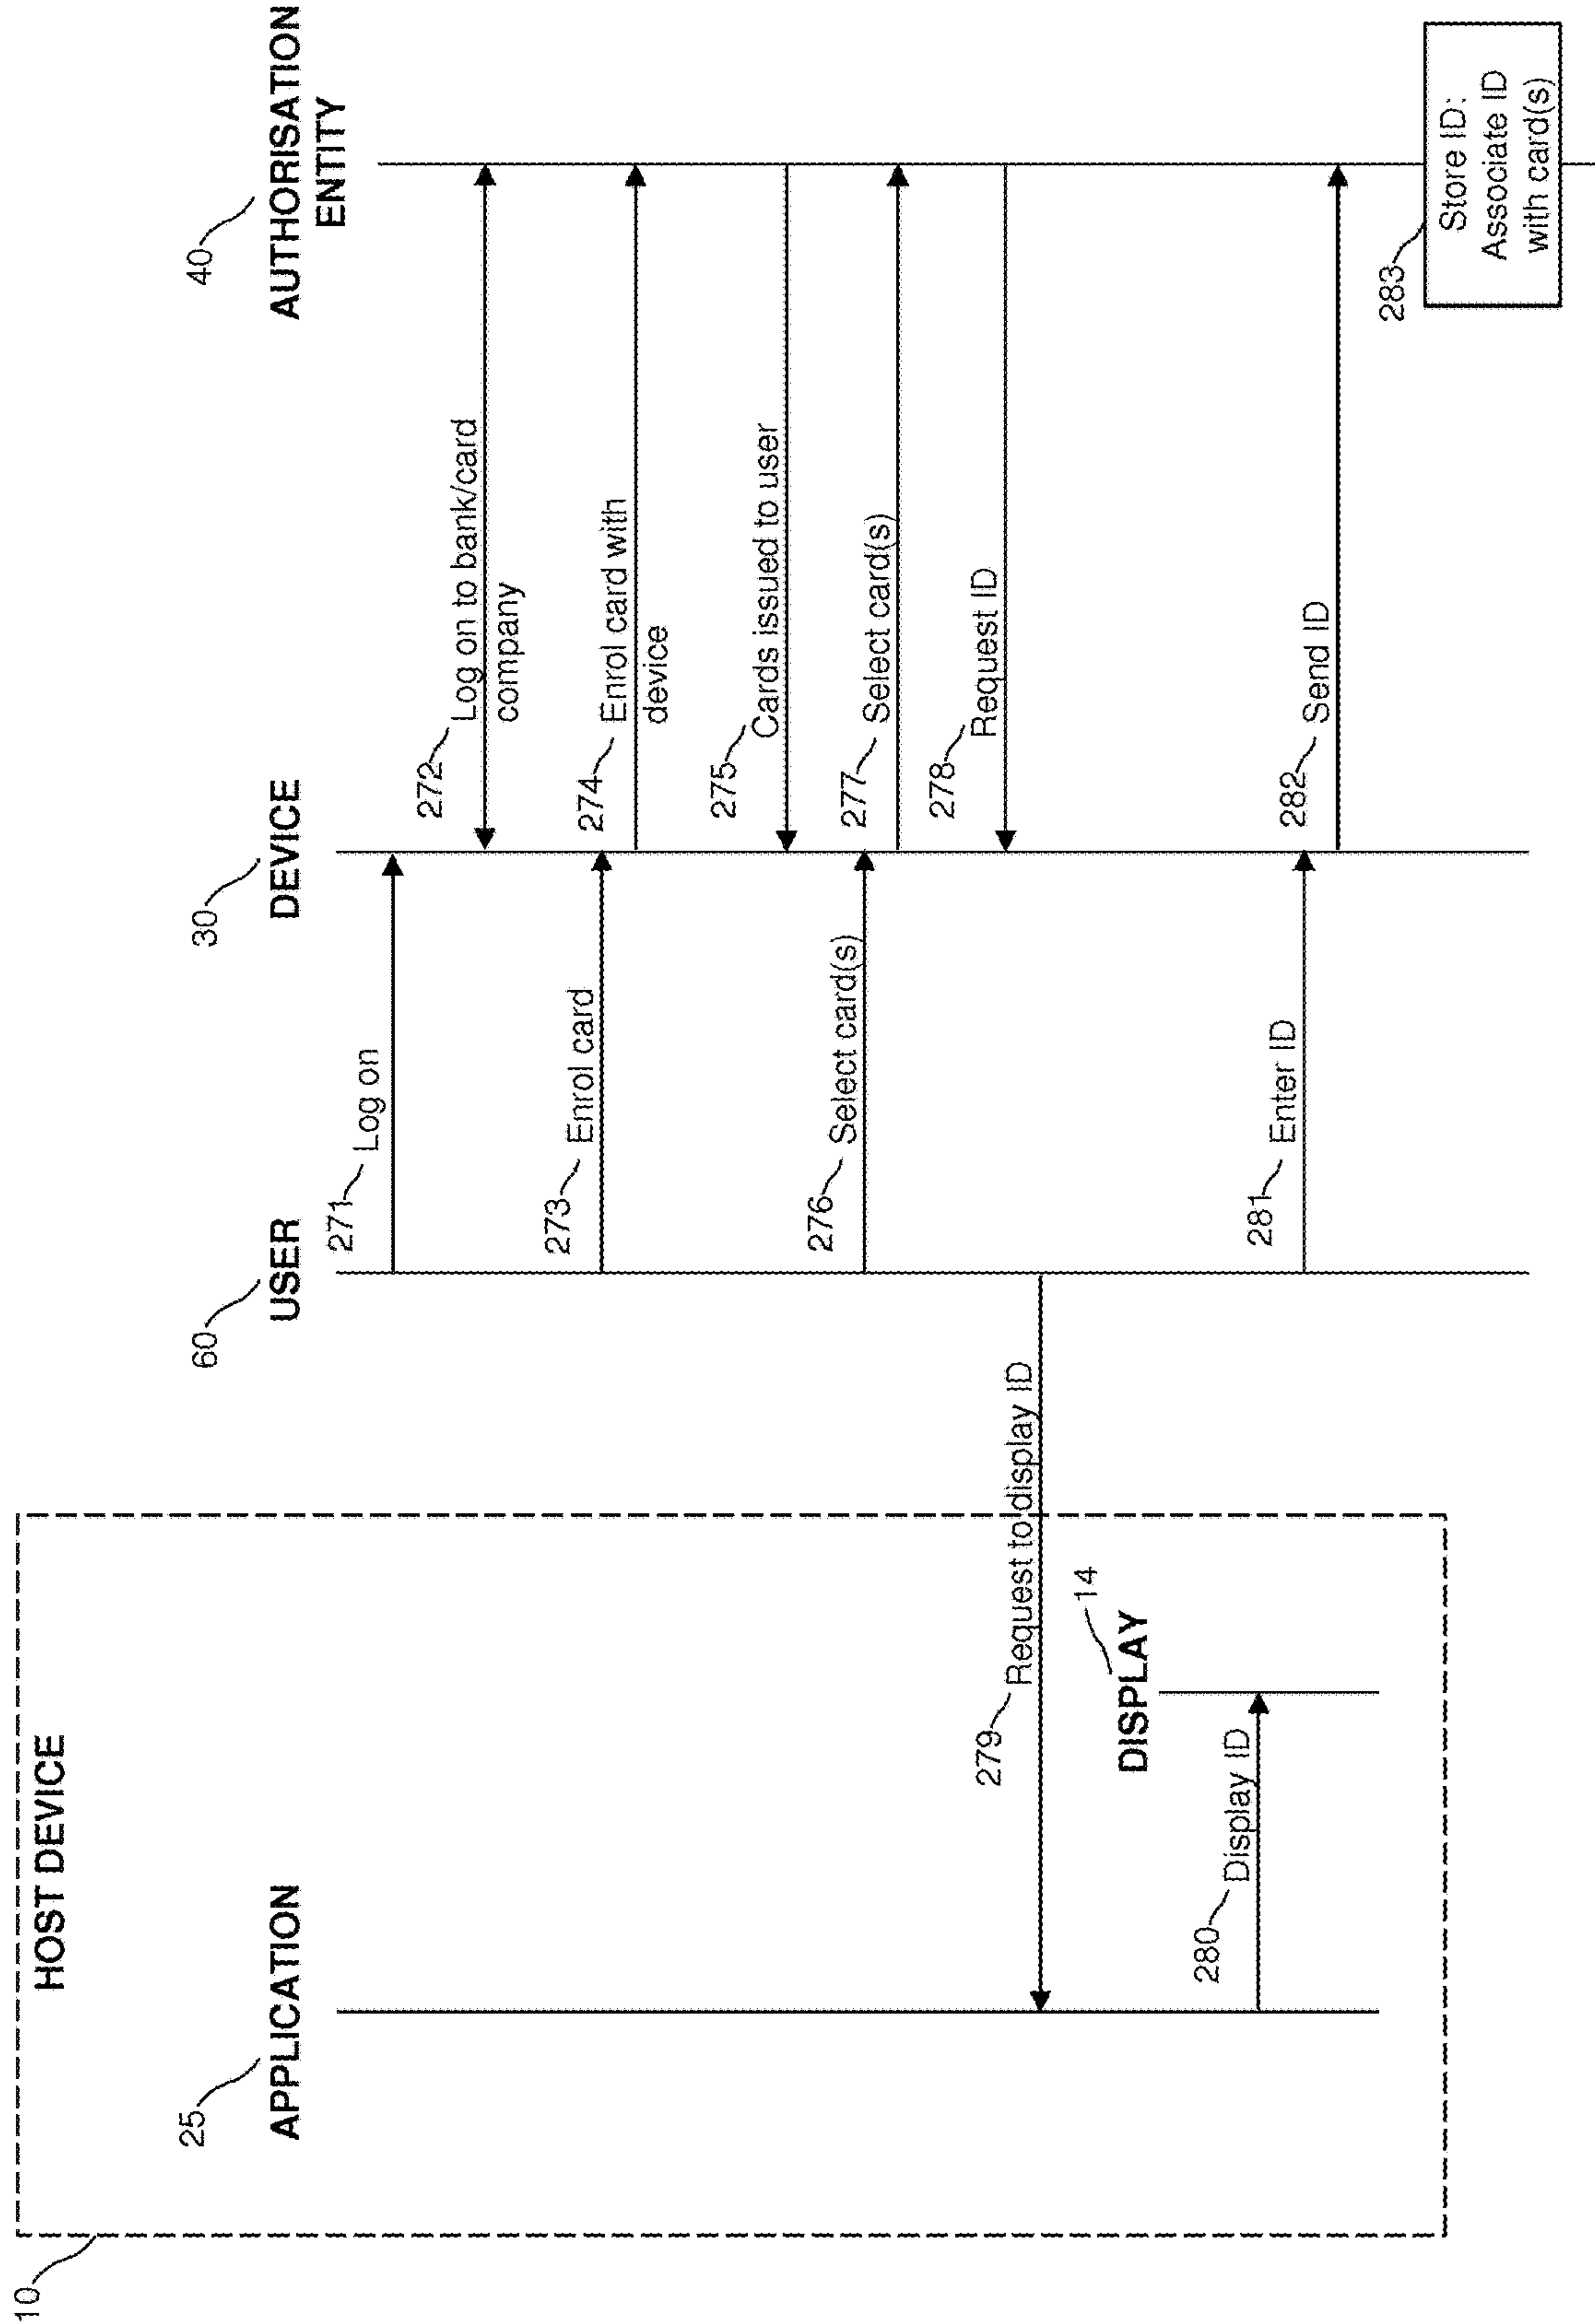 10
HOST DEVICE
25
APPLICATION
60
USER
30
DEVICE
40
AUTHORISATION
ENTITY
271
Log on
272
Log on to bank/card
company
273
Enrol card
274
Enrol card with
device
275
Cards issued to user
276
Select card(s)
277
Select card(s)
278
Request ID
279
Request to display ID
14
DISPLAY
280
Display ID
281
Enter ID
282
Send ID
283
Store ID:
Associate ID
with card(s)